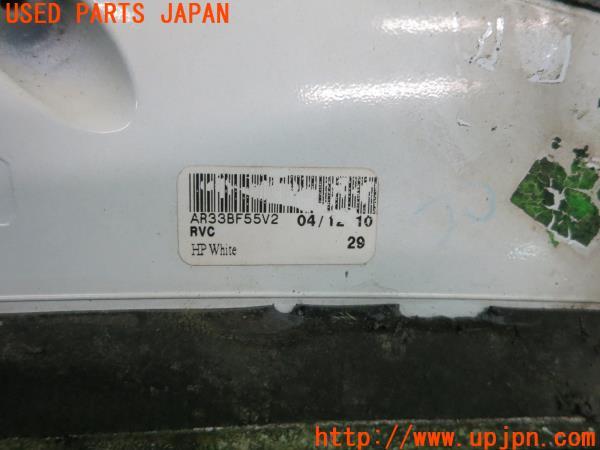 USED PARTS JAPAN
AR33BF55V2 04/12 10
RVC
HP White 29
http://www.upjpn.com